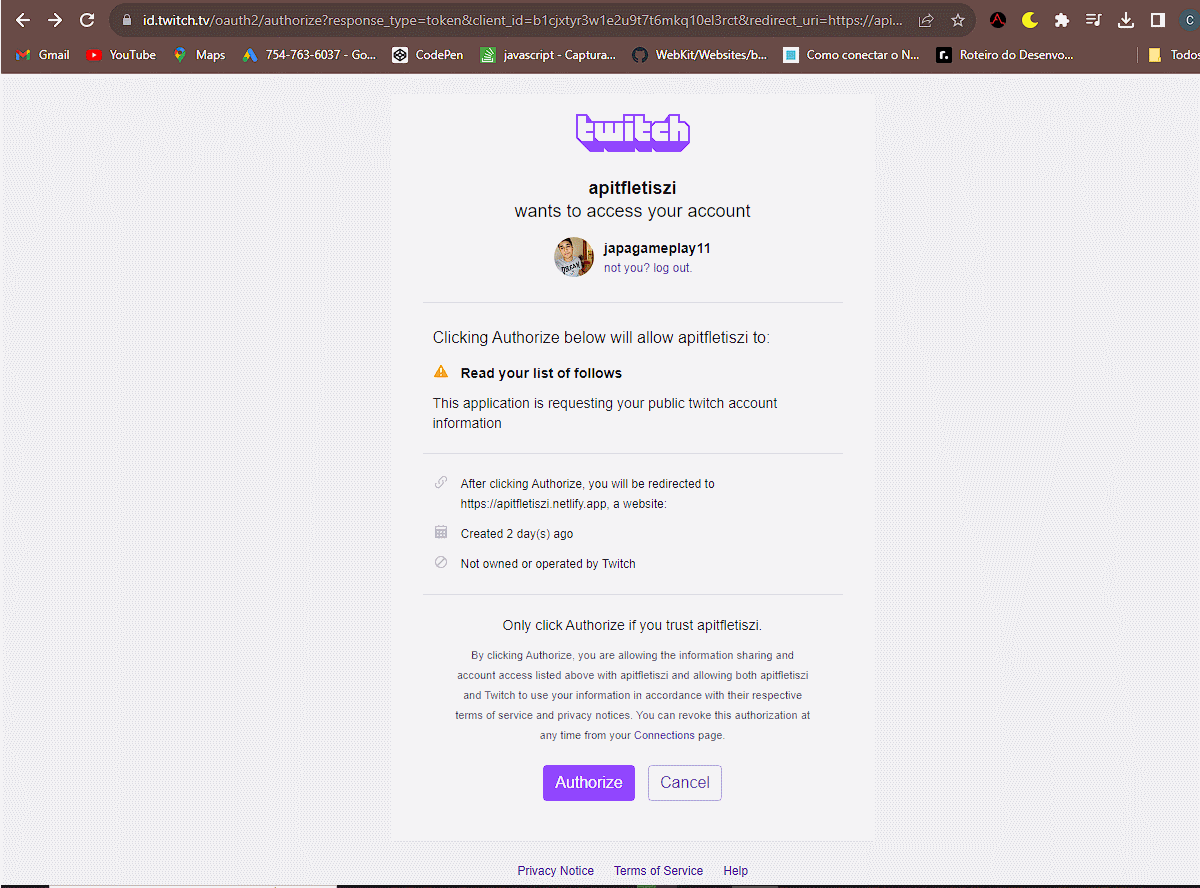 id.twitch.tv/oauth2/authorize?response_type=token&client_id=b1cjxtyr3w1e2u9t7t6mkq10el3rct&redirect_uri=https://api...
C
Gmail YouTube Maps 754-763-6037 - Go... CodePen javascript - Captura... WebKit/Websites/b... Como conectar o N... r. Roteiro do Desenvo... Todos
twitch
apitfletiszi
wants to access your account
japagameplay11
not you? log out.
Clicking Authorize below will allow apitfletiszi to:
Read your list of follows
This application is requesting your public twitch account
information
After clicking Authorize, you will be redirected to
https://apitfletiszi.netlify.app, a website:
Created 2 day(s) ago
Not owned or operated by Twitch
Only click Authorize if you trust apitfletiszi.
By clicking Authorize, you are allowing the information sharing and
account access listed above with apitfletiszi and allowing both apitfletiszi
and Twitch to use your information in accordance with their respective
terms of service and privacy notices. You can revoke this authorization at
any time from your Connections page.
Authorize Cancel
Privacy Notice Terms of Service Help